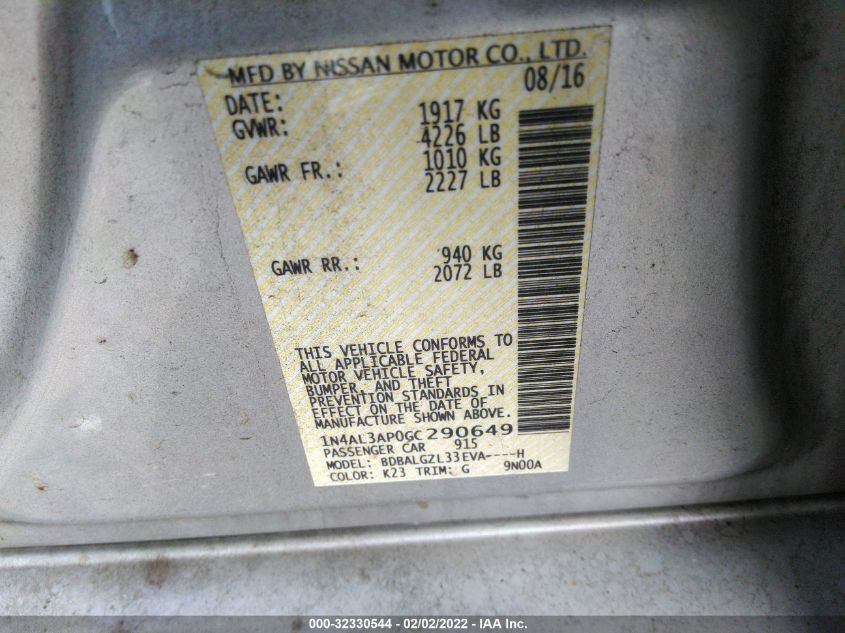 MFD BY NISSAN MOTOR CO., LTD.
DATE: 08/16
GVWR: 1917 KG
4226 LB
GAWR FR.: 1010 KG
2227 LB
GAWR RR.: 940 KG
2072 LB
THIS VEHICLE CONFORMS TO
ALL APPLICABLE FEDERAL
MOTOR VEHICLE SAFETY,
BUMPER, AND THEFT
PREVENTION STANDARDS IN
EFFECT ON THE DATE OF
MANUFACTURE SHOWN ABOVE.
1N4AL3AP0GC290649
PASSENGER CAR 915
MODEL: BDBALGZL33EVA----H
COLOR: K23 TRIM: G 9N00A
000-32330544 - 02/02/2022 - IAA Inc.